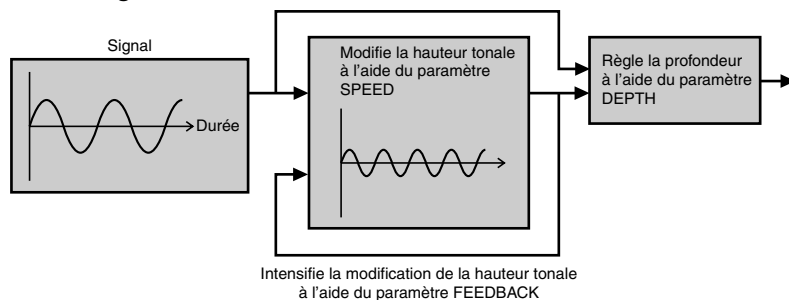 Signal
Durée
Modifie la hauteur tonale
à l'aide du paramètre
SPEED
Règle la profondeur
à l'aide du paramètre
DEPTH
Intensifie la modification de la hauteur tonale
à l'aide du paramètre FEEDBACK